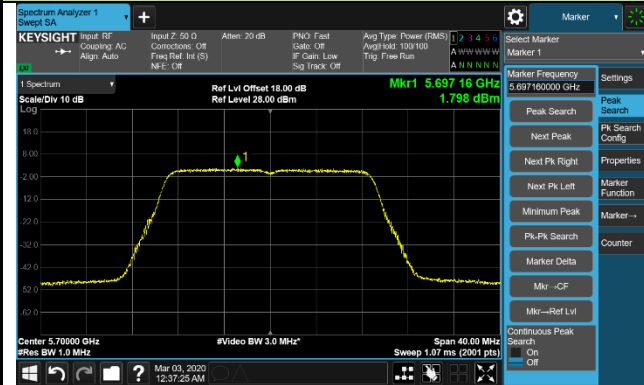 Spectrum Analyzer 1
Swept SA
Marker
KEYSIGHT
Input: RF
Coupling: AC
Align: Auto
Input Z: 50 Ω
Corrections: Off
Freq Ref: Int (S)
NFE: Off
Atten: 20 dB
PNO: Fast
Gate: Off
IF Gain: Low
Sig Track: Off
Avg Type: Power (RMS)
Avg|Hold: 100/100
Trig: Free Run
1 2 3 4 5 6
A W W W W W
A N N N N N
LXI
Select Marker
Marker 1
1 Spectrum
Scale/Div 10 dB
Log
Ref Lvl Offset 18.00 dB
Ref Level 28.00 dBm
Mkr1 5.697 16 GHz
1.798 dBm
18.0
8.00
-2.00
-12.0
-22.0
-32.0
-42.0
-52.0
-62.0
1
Center 5.70000 GHz
#Res BW 1.0 MHz
#Video BW 3.0 MHz*
Span 40.00 MHz
Sweep 1.07 ms (2001 pts)
Marker Frequency
5.697160000 GHz
Peak Search
Next Peak
Next Pk Right
Next Pk Left
Minimum Peak
Pk-Pk Search
Marker Delta
Mkr→CF
Mkr→Ref Lvl
Continuous Peak
Search
On
Off
Settings
Peak
Search
Pk Search
Config
Properties
Marker
Function
Marker→
Counter
?
Mar 03, 2020
12:37:25 AM